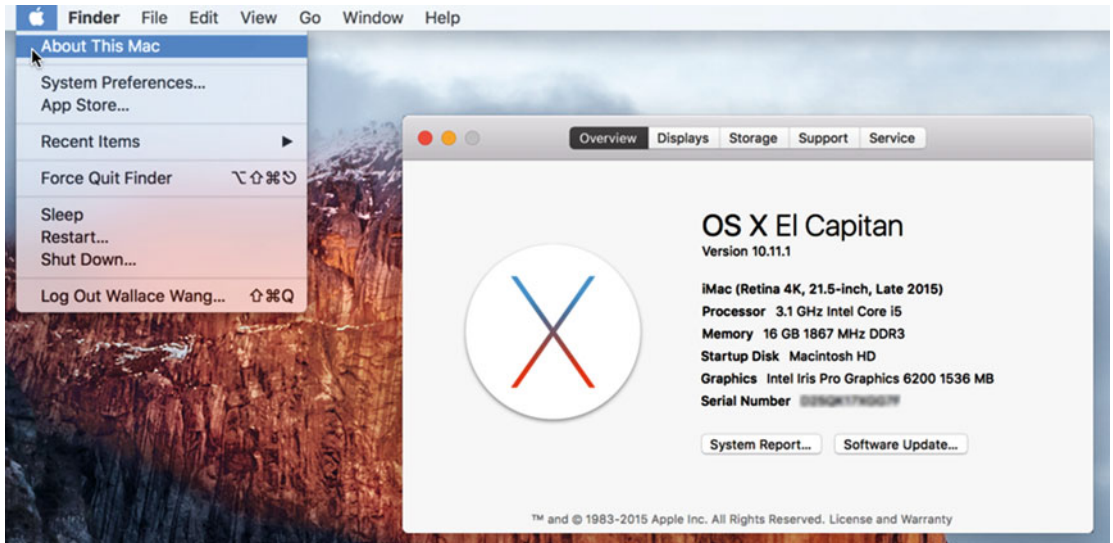 Finder File Edit View Go Window Help
About This Mac
System Preferences...
App Store...
Recent Items
Force Quit Finder ⌥⇧⌘⎋
Sleep
Restart...
Shut Down...
Log Out Wallace Wang... ⇧⌘Q
Overview Displays Storage Support Service
OS X El Capitan
Version 10.11.1
iMac (Retina 4K, 21.5-inch, Late 2015)
Processor 3.1 GHz Intel Core i5
Memory 16 GB 1867 MHz DDR3
Startup Disk Macintosh HD
Graphics Intel Iris Pro Graphics 6200 1536 MB
Serial Number
System Report... Software Update...
™ and © 1983-2015 Apple Inc. All Rights Reserved. License and Warranty